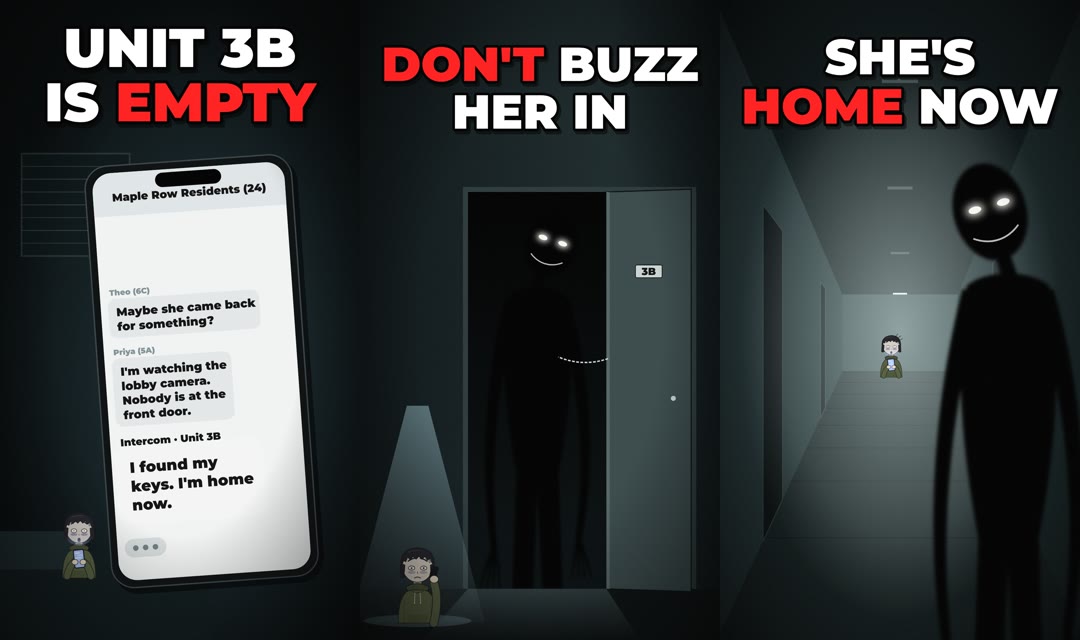 UNIT 3B
IS EMPTY
Maple Row Residents (24)
Theo (6C)
Maybe she came back
for something?
Priya (5A)
I'm watching the
lobby camera.
Nobody is at the
front door.
Intercom · Unit 3B
I found my
keys. I'm home
now.
DON'T BUZZ
HER IN
3B
SHE'S
HOME NOW